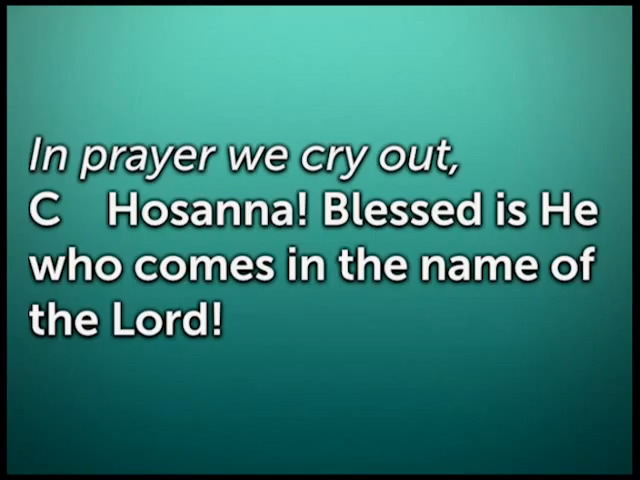 In prayer we cry out,
C Hosanna! Blessed is He
who comes in the name of
the Lord!